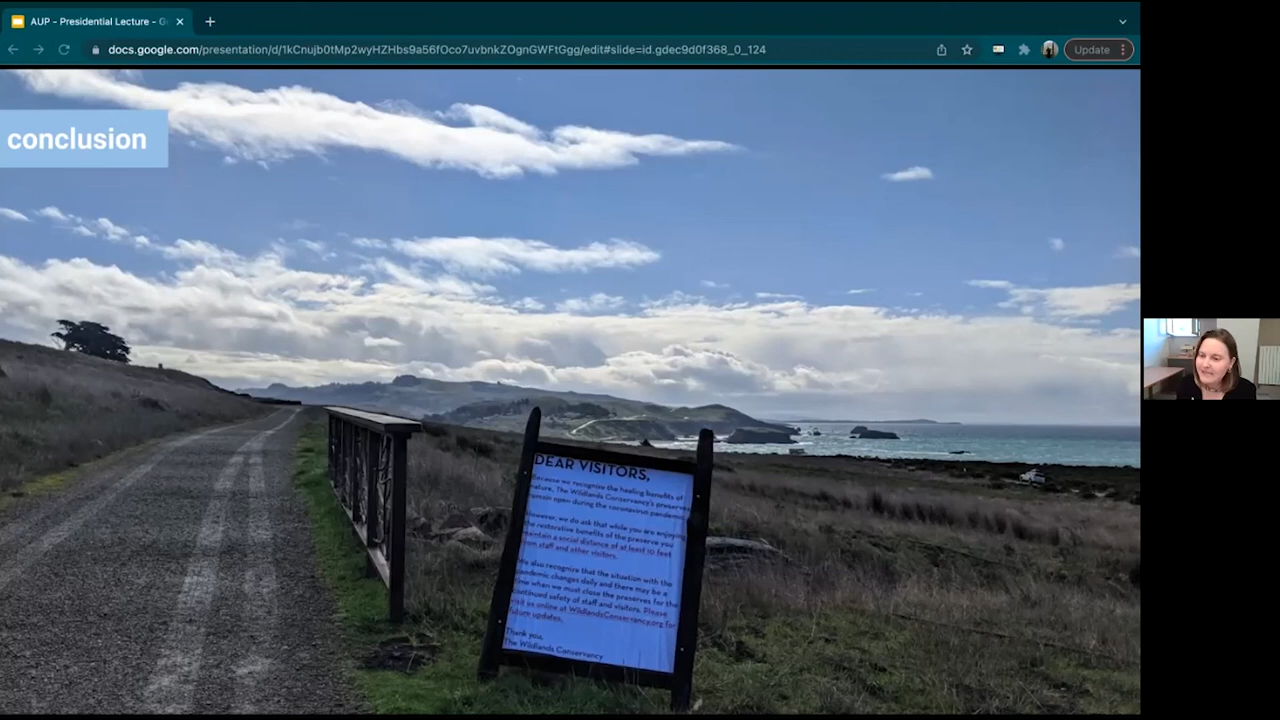 AUP - Presidential Lecture - G
docs.google.com/presentation/d/1kCnujb0tMp2wyHZHbs9a56fOco7uvbnkZOgnGWFtGgg/edit#slide=id.gdec9d0f368_0_124
Update
conclusion
DEAR VISITORS,
Because we recognize the healing benefits of
nature, The Wildlands Conservancy's preserves
remain open during the coronavirus pandemic.
However, we do ask that while you are enjoying
the restorative benefits of the preserve you
maintain a social distance of at least 10 feet
from staff and other visitors.
We also recognize that the situation with the
pandemic changes daily and there may be a
time when we must close the preserves for the
continued safety of staff and visitors. Please
visit us online at WildlandsConservancy.org for
future updates.
Thank you,
The Wildlands Conservancy